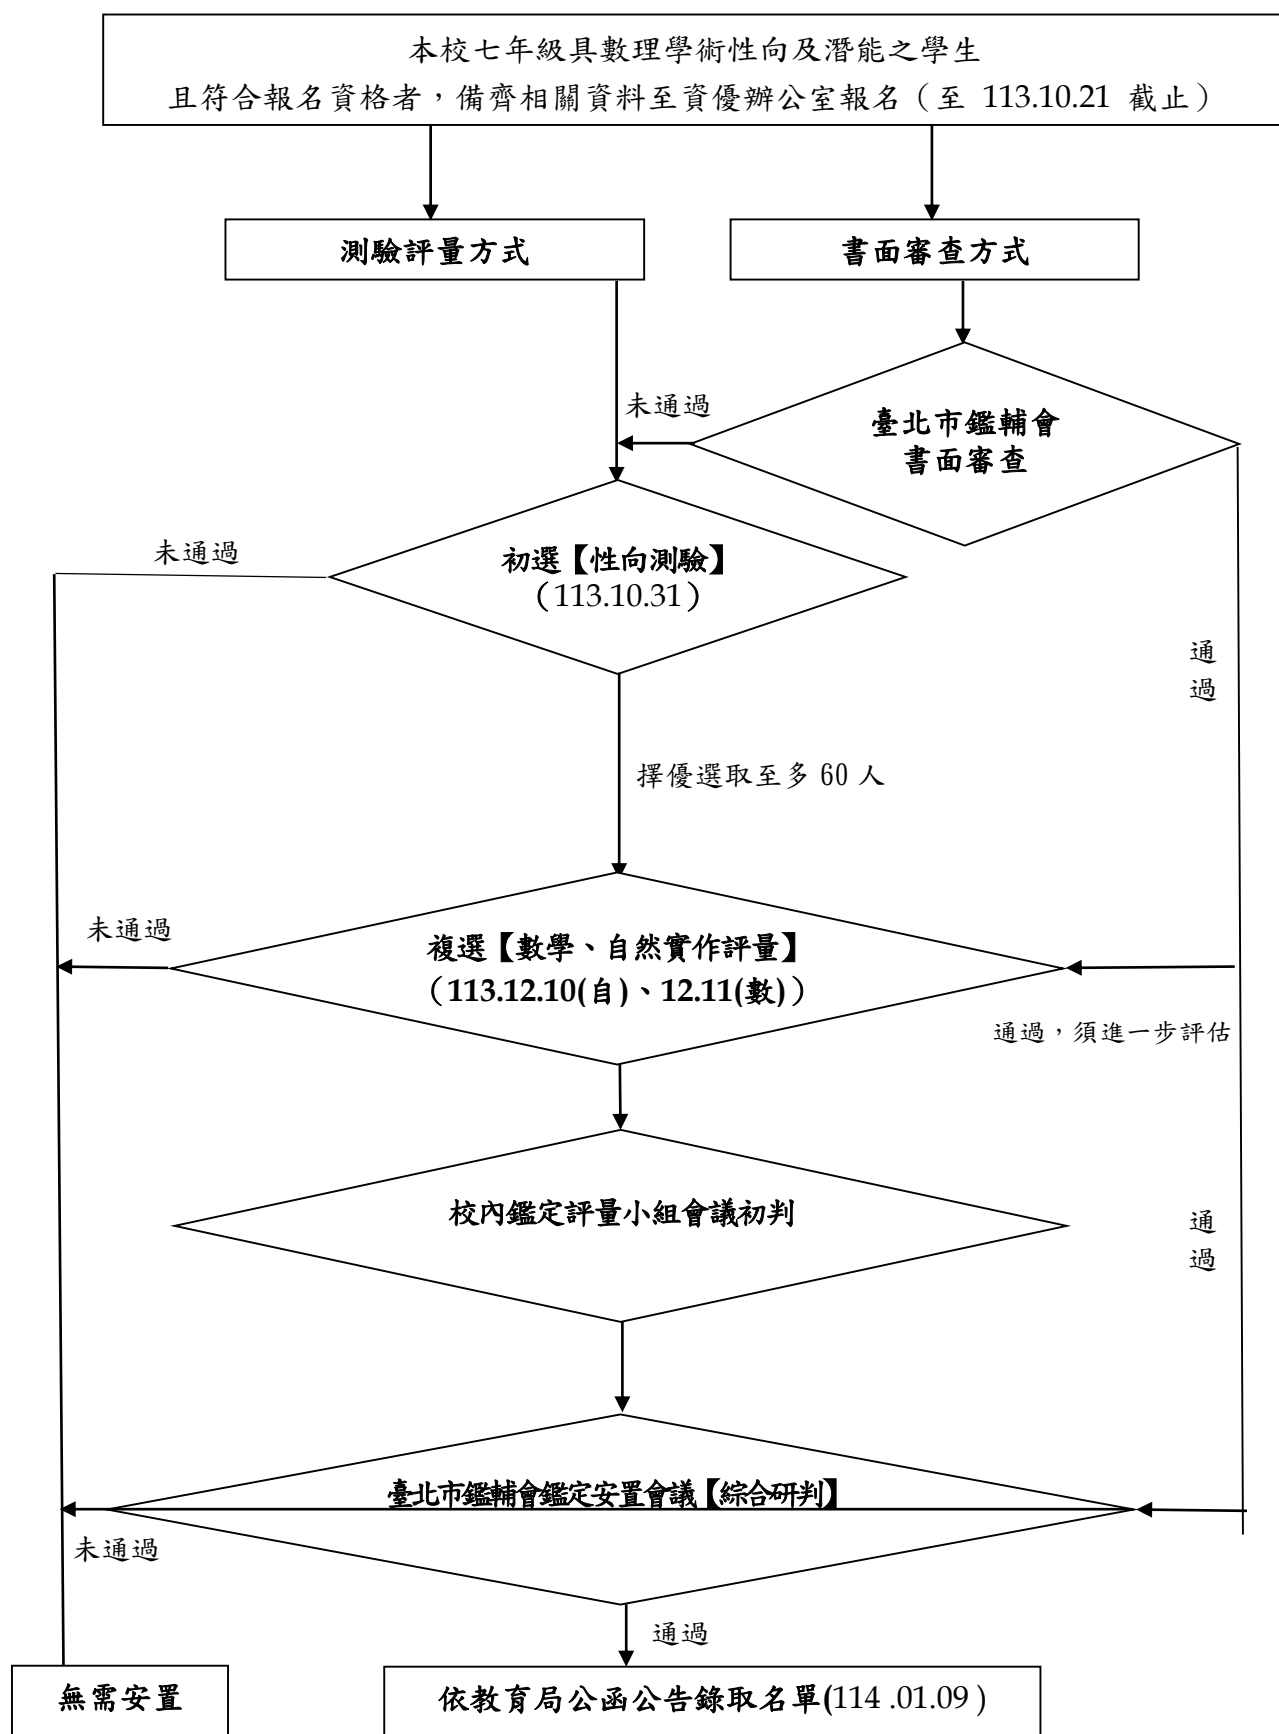 本校七年級具數理學術性向及潛能之學生
且符合報名資格者，備齊相關資料至資優辦公室報名（至 113.10.21 截止）
測驗評量方式
書面審查方式
臺北市鑑輔會
書面審查
未通過
初選【性向測驗】
（113.10.31）
未通過
通
過
擇優選取至多 60 人
未通過
複選【數學、自然實作評量】
（113.12.10(自)、12.11(數)）
通過，須進一步評估
校內鑑定評量小組會議初判
通
過
臺北市鑑輔會鑑定安置會議【綜合研判】
未通過
通過
無需安置
依教育局公函公告錄取名單(114 .01.09 )